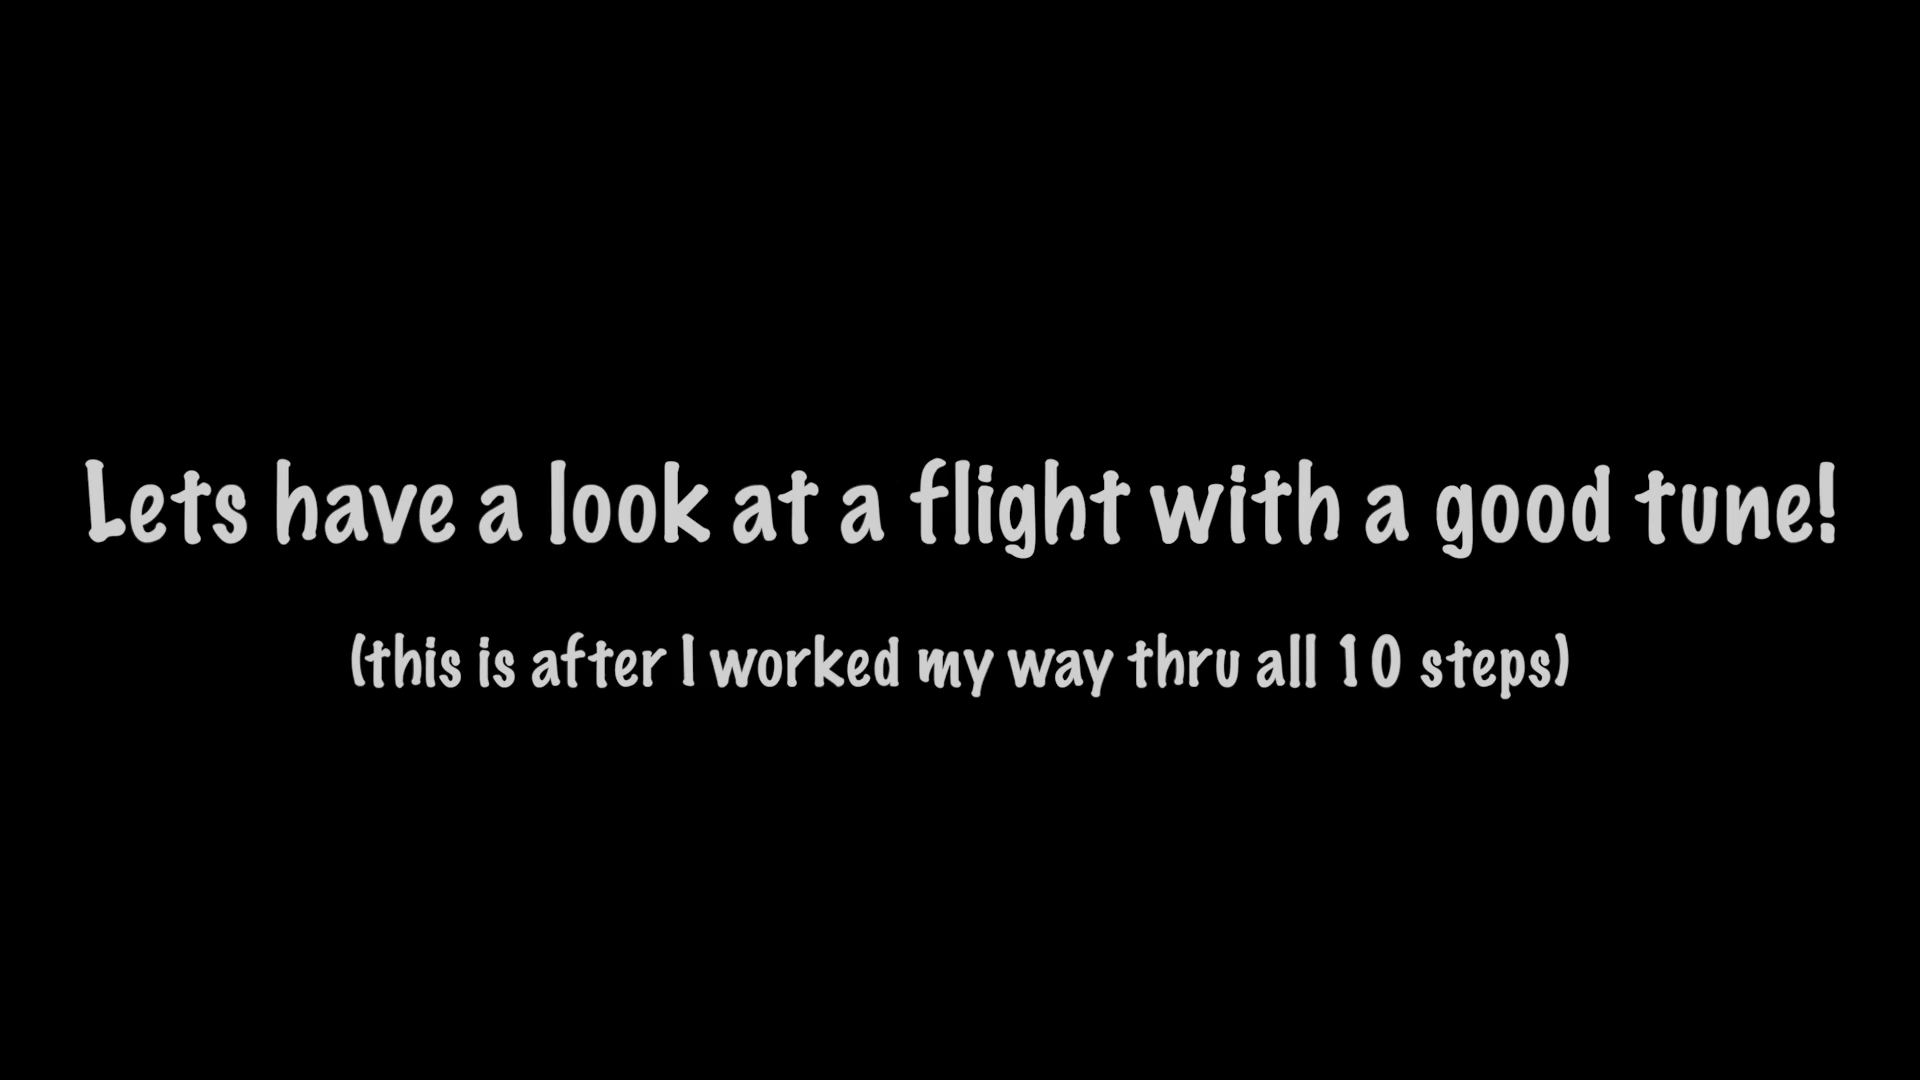 Lets have a look at a flight with a good tune!
(this is after I worked my way thru all 10 steps)